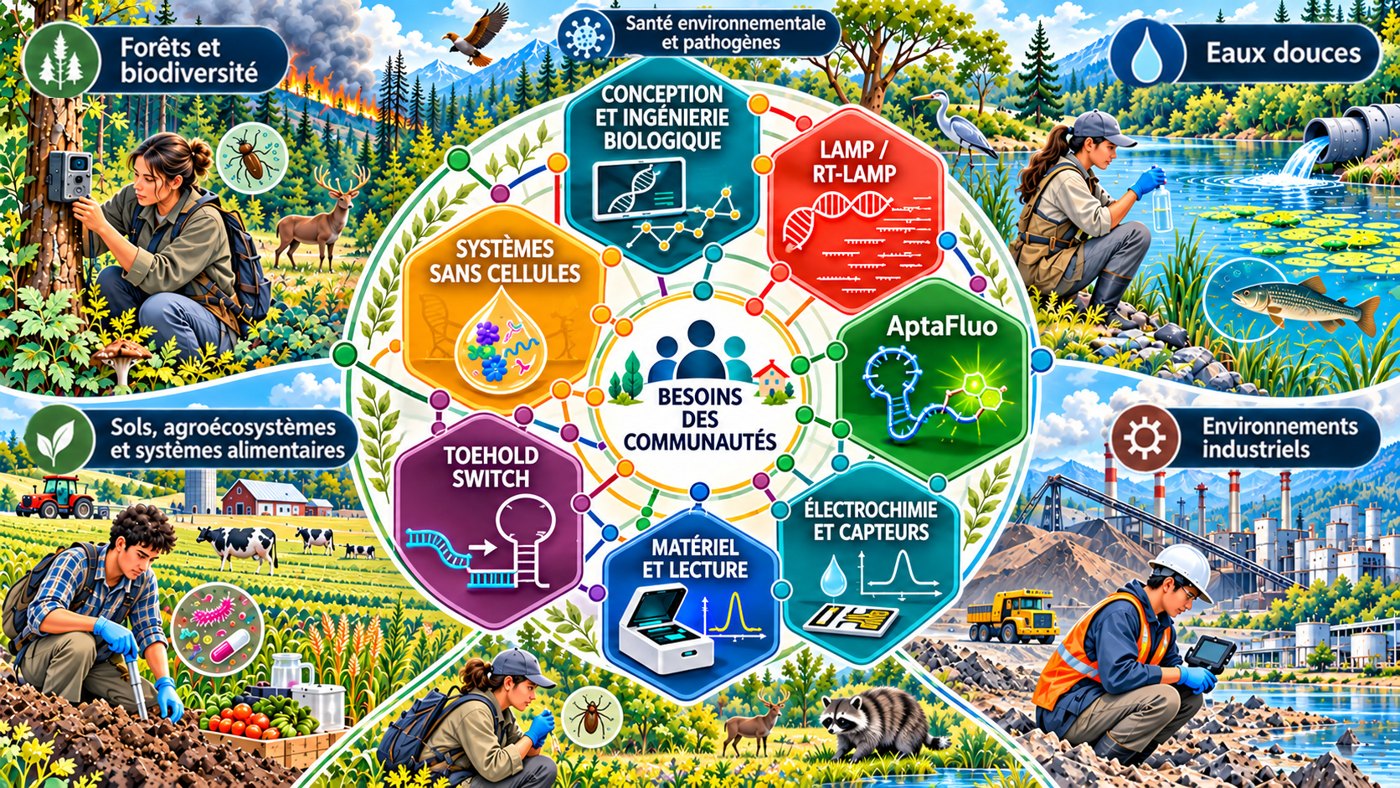 Forêts et
biodiversité
Santé environnementale
et pathogènes
Eaux douces
CONCEPTION
ET INGÉNIERIE
BIOLOGIQUE
LAMP /
RT-LAMP
SYSTÈMES
SANS CELLULES
AptaFluo
BESOINS
DES
COMMUNAUTÉS
Sols, agroécosystèmes
et systèmes alimentaires
Environnements
industriels
TOEHOLD
SWITCH
MATÉRIEL
ET LECTURE
ÉLECTROCHIMIE
ET CAPTEURS